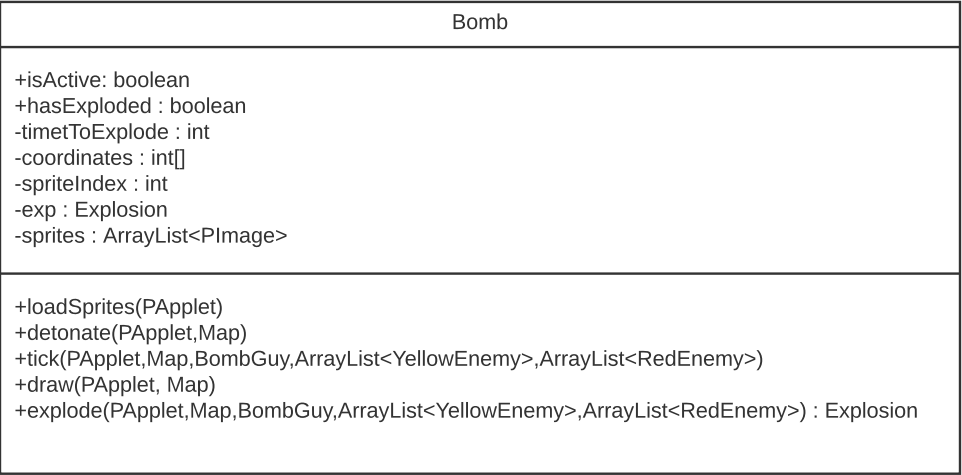 Bomb
+isActive: boolean
+hasExploded : boolean
-timetToExplode : int
-coordinates : int[]
-spriteIndex : int
-exp : Explosion
-sprites : ArrayList<PImage>
+loadSprites(PApplet)
+detonate(PApplet,Map)
+tick(PApplet,Map,BombGuy,ArrayList<YellowEnemy>,ArrayList<RedEnemy>)
+draw(PApplet, Map)
+explode(PApplet,Map,BombGuy,ArrayList<YellowEnemy>,ArrayList<RedEnemy>) : Explosion